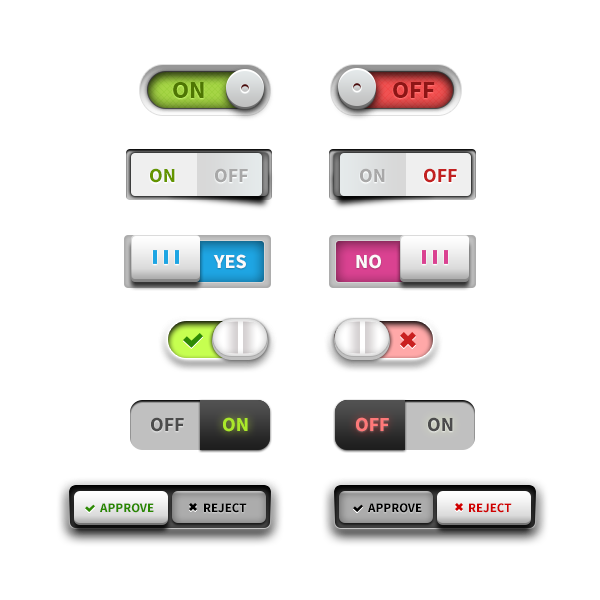 ON OFF
ON OFF ON OFF
YES NO
OFF ON OFF ON
APPROVE REJECT APPROVE REJECT